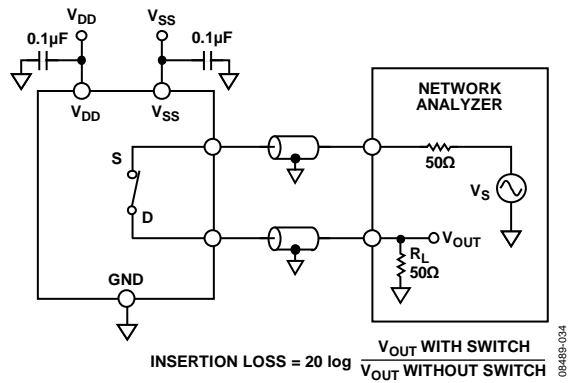 VDD
VSS
0.1µF
0.1µF
VDD
VSS
NETWORK
ANALYZER
S
50Ω
VS
D
VOUT
RL
50Ω
GND
INSERTION LOSS = 20 log VOUT WITH SWITCH
VOUT WITHOUT SWITCH
08489-034